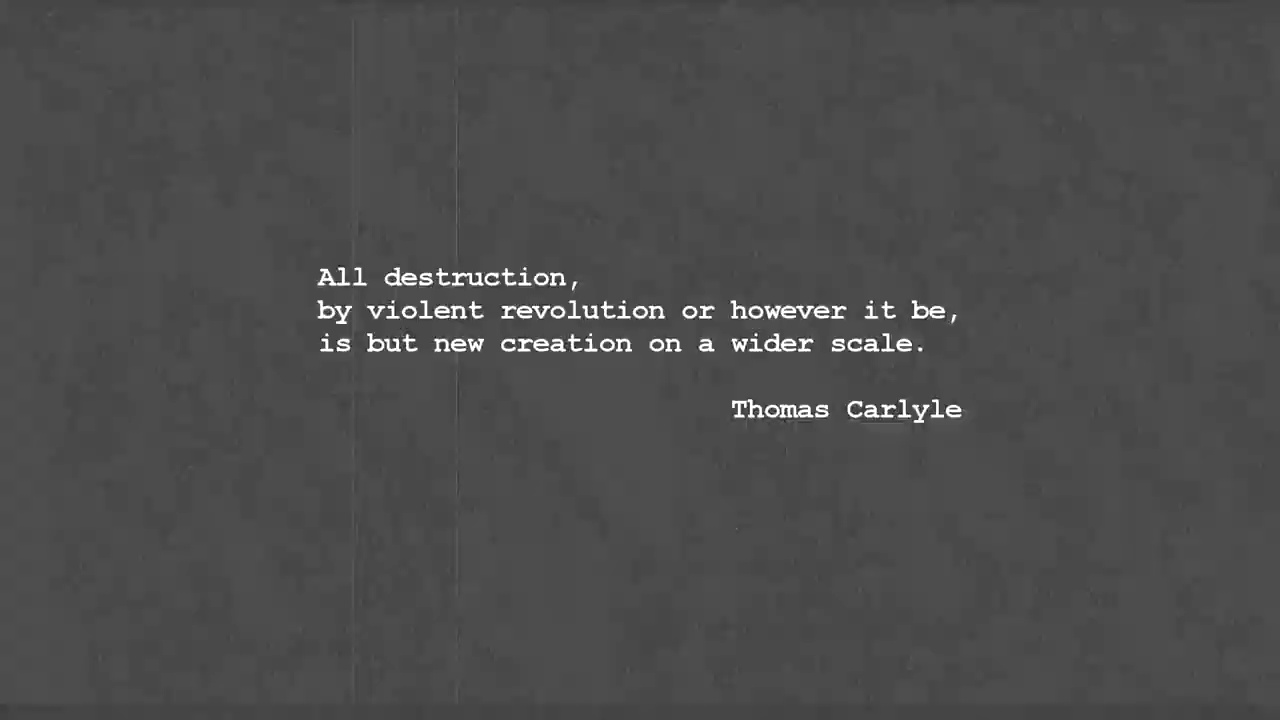 All destruction,
by violent revolution or however it be,
is but new creation on a wider scale.
Thomas Carlyle